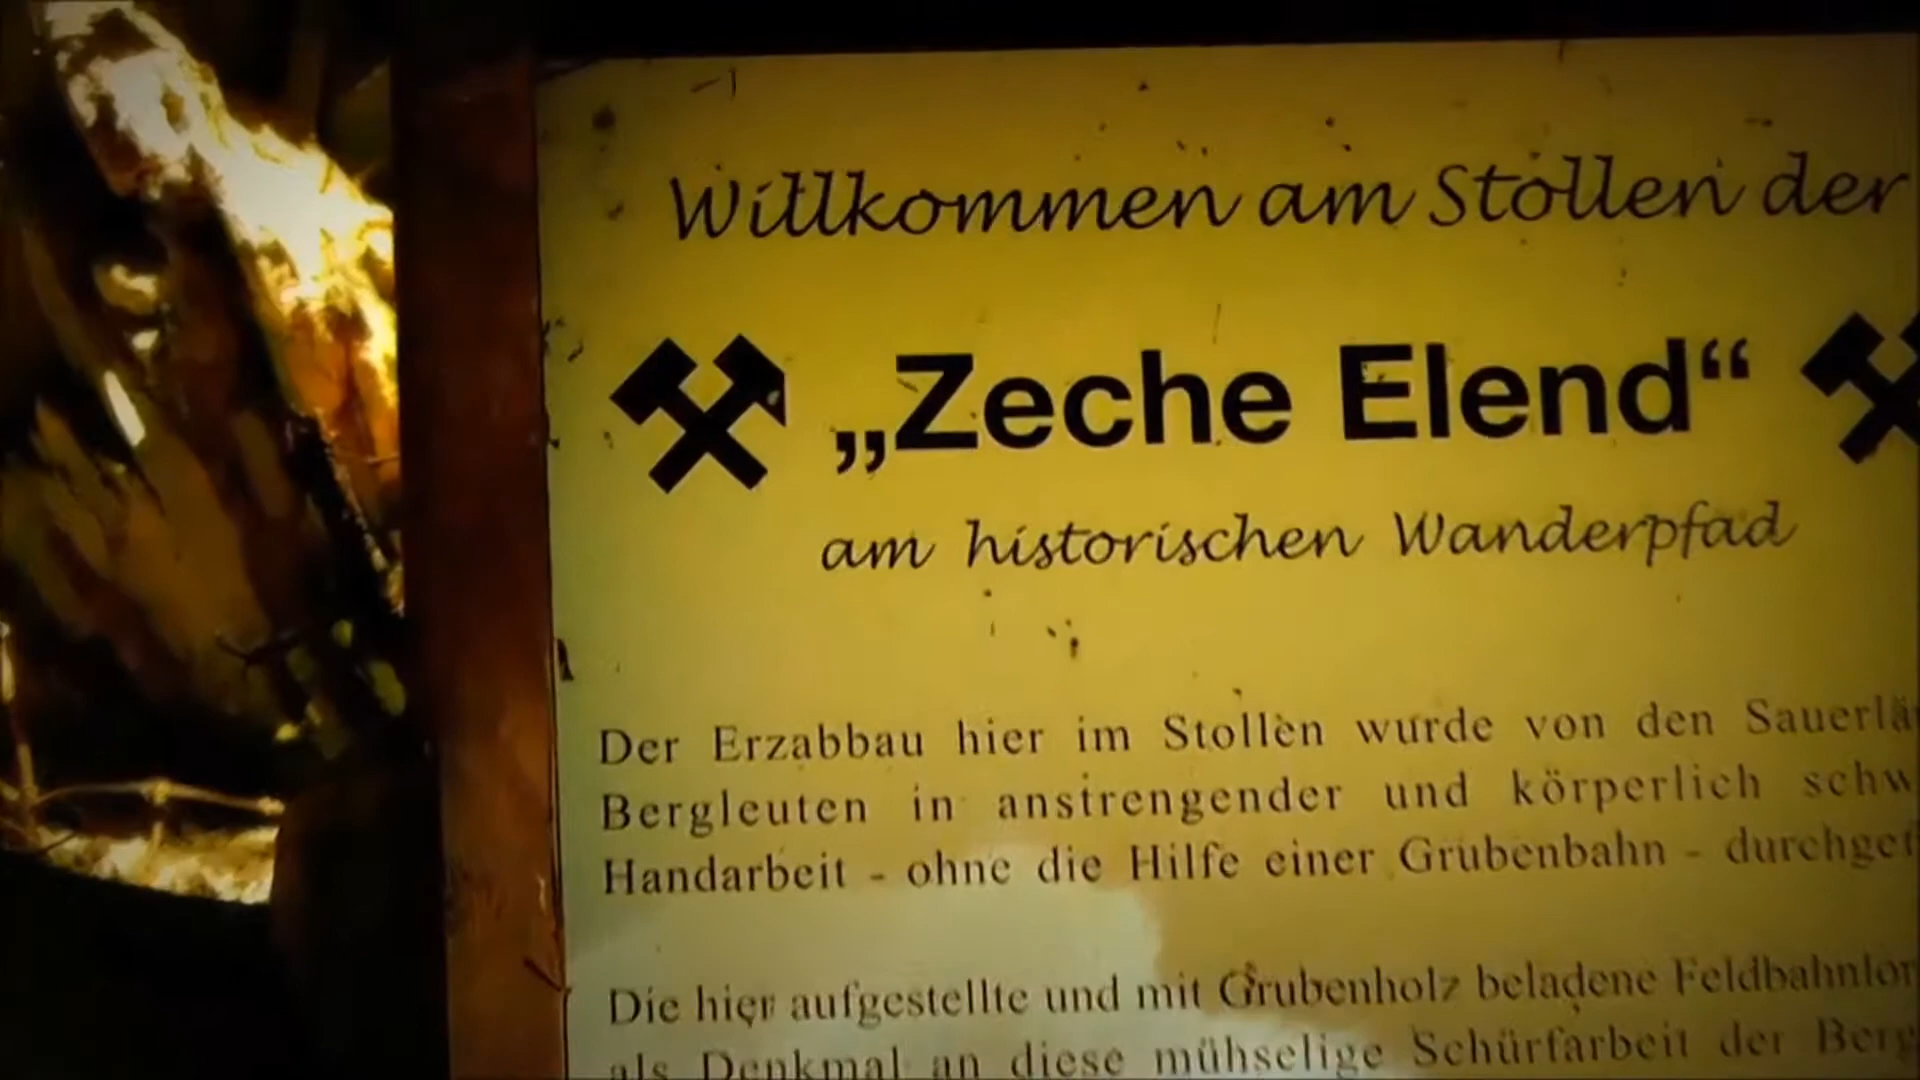 Willkommen am Stollen der
„Zeche Elend“
am historischen Wanderpfad
Der Erzabbau hier im Stollen wurde von den
Bergleuten in anstrengender und körperlich
Handarbeit - ohne die Hilfe einer Grubenbahn -
Die hier aufgestellte und mit Grubenholz beladene
als Denkmal an diese mühselige Schürfarbeit der